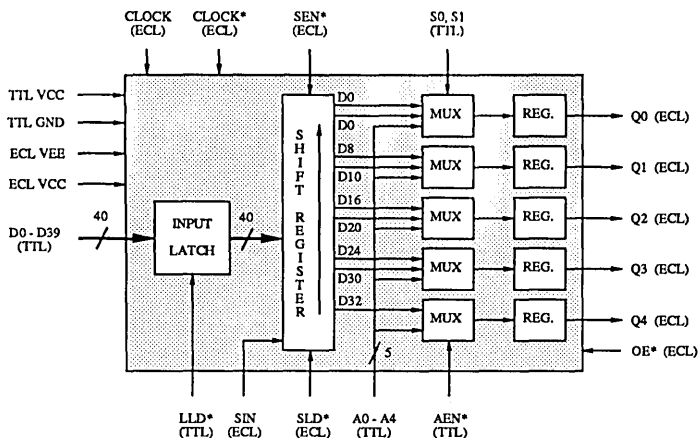 CLOCK
(ECL)
CLOCK*
(ECL)
SEN*
(ECL)
S0, S1
(TTL)
TTL VCC
TTL GND
ECL VEE
ECL VCC
D0 - D39
(TTL)
40
INPUT
LATCH
40
SHIFT REGISTER
D0
D0
D8
D10
D16
D20
D24
D30
D32
MUX
REG.
Q0 (ECL)
MUX
REG.
Q1 (ECL)
MUX
REG.
Q2 (ECL)
MUX
REG.
Q3 (ECL)
MUX
REG.
Q4 (ECL)
5
OE* (ECL)
LLD*
(TTL)
SIN
(ECL)
SLD*
(ECL)
A0 - A4
(TTL)
AEN*
(TTL)